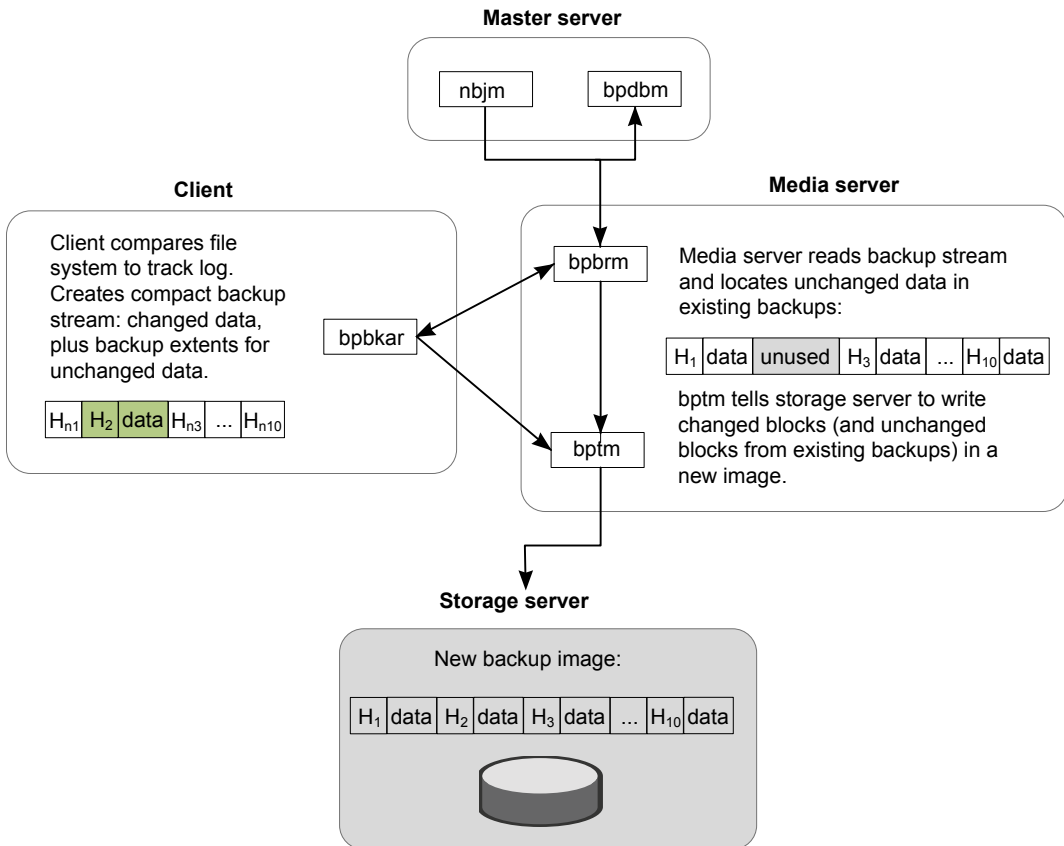 Master server
nbjm
bpdbm
Client
Client compares file
system to track log.
Creates compact backup
stream: changed data,
plus backup extents for
unchanged data.
Hn1 H2 data Hn3 ... Hn10
bpbkar
Media server
bpbrm
Media server reads backup stream
and locates unchanged data in
existing backups:
H1 data unused H3 data ... H10 data
bptm tells storage server to write
changed blocks (and unchanged
blocks from existing backups) in a
new image.
bptm
Storage server
New backup image:
H1 data H2 data H3 data ... H10 data